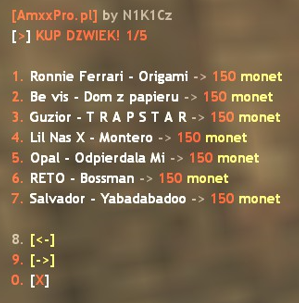 [AmxxPro.pl] by N1K1Cz
[>] KUP DZWIEK! 1/5
1. Ronnie Ferrari - Origami -> 150 monet
2. Be vis - Dom z papieru -> 150 monet
3. Guzior - T R A P S T A R -> 150 monet
4. Lil Nas X - Montero -> 150 monet
5. Opal - Odpierdala Mi -> 150 monet
6. RETO - Bossman -> 150 monet
7. Salvador - Yabadabadoo -> 150 monet
8. [<-]
9. [->]
0. [X]